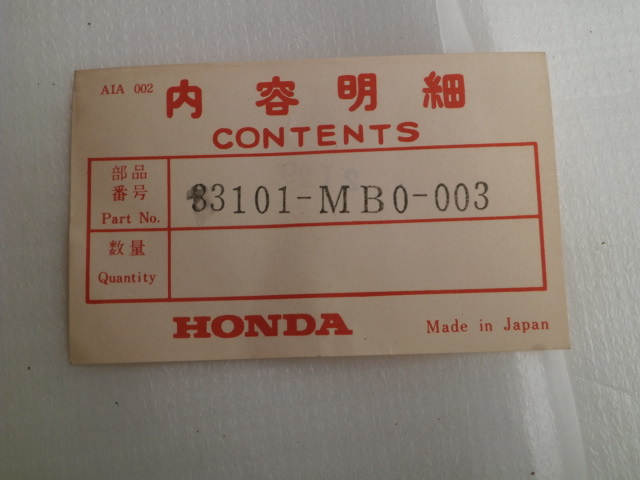 AIA 002
内容明細
CONTENTS
部品
番号
Part No.
83101-MB0-003
数量
Quantity
HONDA
Made in Japan